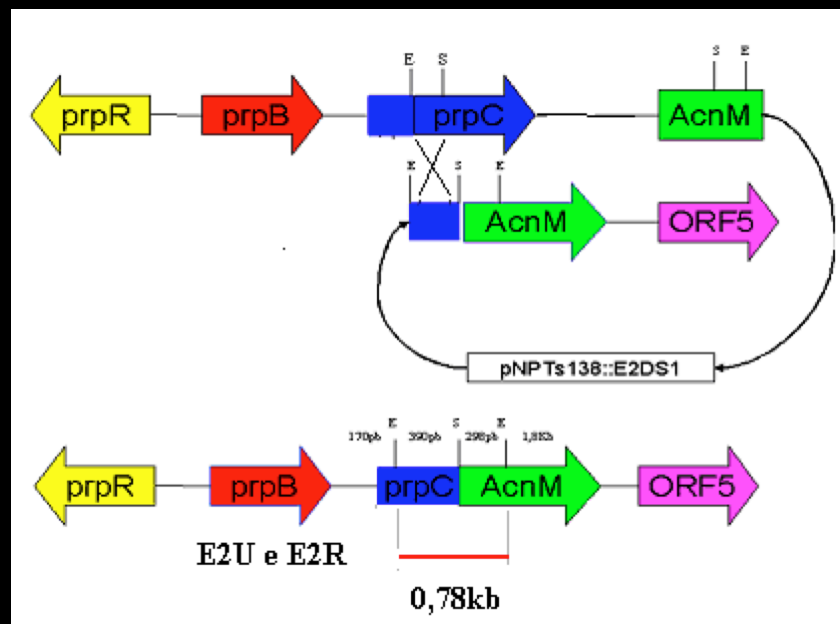 E S
S E
prpR prpB prpC AcnM
E S E
AcnM ORF5
pNPTs138::E2DS1
E S E
170pb 390pb 298pb 1,88Kb
prpR prpB prpC AcnM ORF5
E2U e E2R
0,78kb